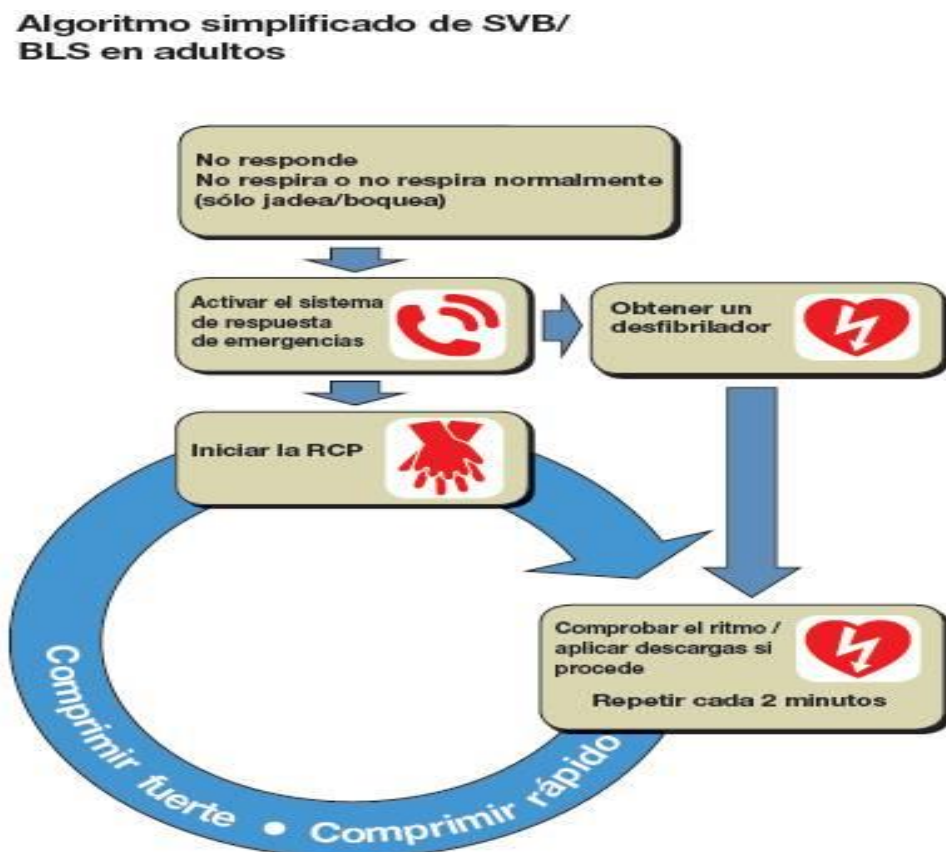 Algoritmo simplificado de SVB/
BLS en adultos
No responde
No respira o no respira normalmente
(sólo jadea/boquea)
Activar el sistema
de respuesta
de emergencias
Obtener un
desfibrilador
Iniciar la RCP
Comprobar el ritmo /
aplicar descargas si
procede
Repetir cada 2 minutos
Comprimir fuerte • Comprimir rápido